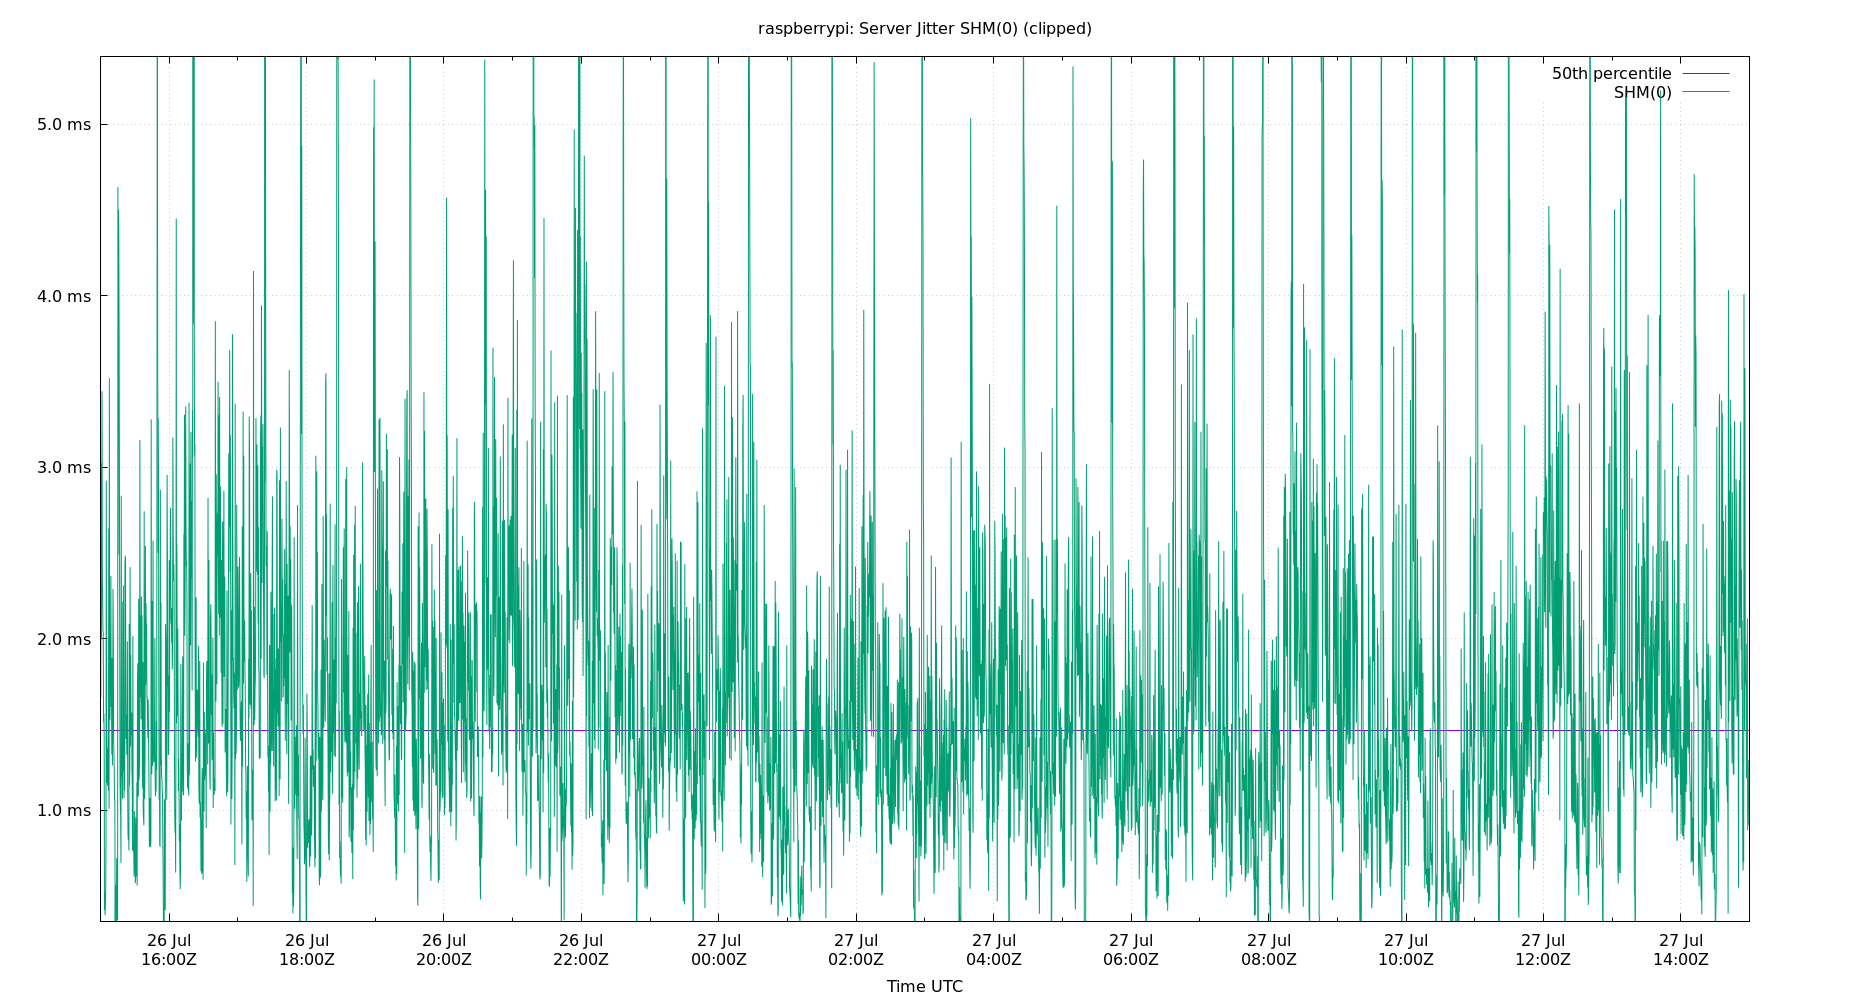 raspberrypi: Server Jitter SHM(0) (clipped)
50th percentile
SHM(0)
5.0 ms
4.0 ms
3.0 ms
2.0 ms
1.0 ms
26 Jul 26 Jul 26 Jul 26 Jul 27 Jul 27 Jul 27 Jul 27 Jul 27 Jul 27 Jul 27 Jul 27 Jul
16:00Z 18:00Z 20:00Z 22:00Z 00:00Z 02:00Z 04:00Z 06:00Z 08:00Z 10:00Z 12:00Z 14:00Z
Time UTC